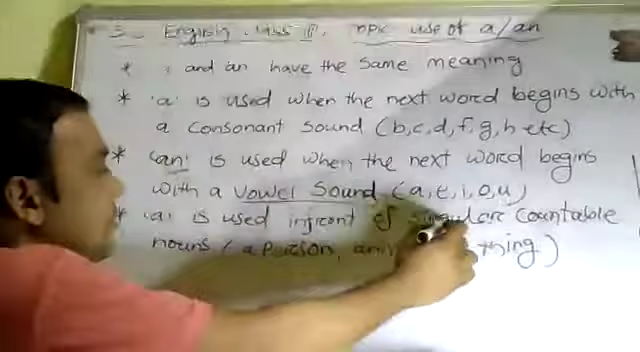 3. English. Class III. Topic use of a/an
* and an have the same meaning
* 'a' is used when the next word begins with
a consonant sound (b,c,d,f,g,h etc)
* 'an' is used when the next word begins
with a vowel sound (a,e,i,o,u)
* 'a' is used infront of singular countable
nouns (a person, thing)